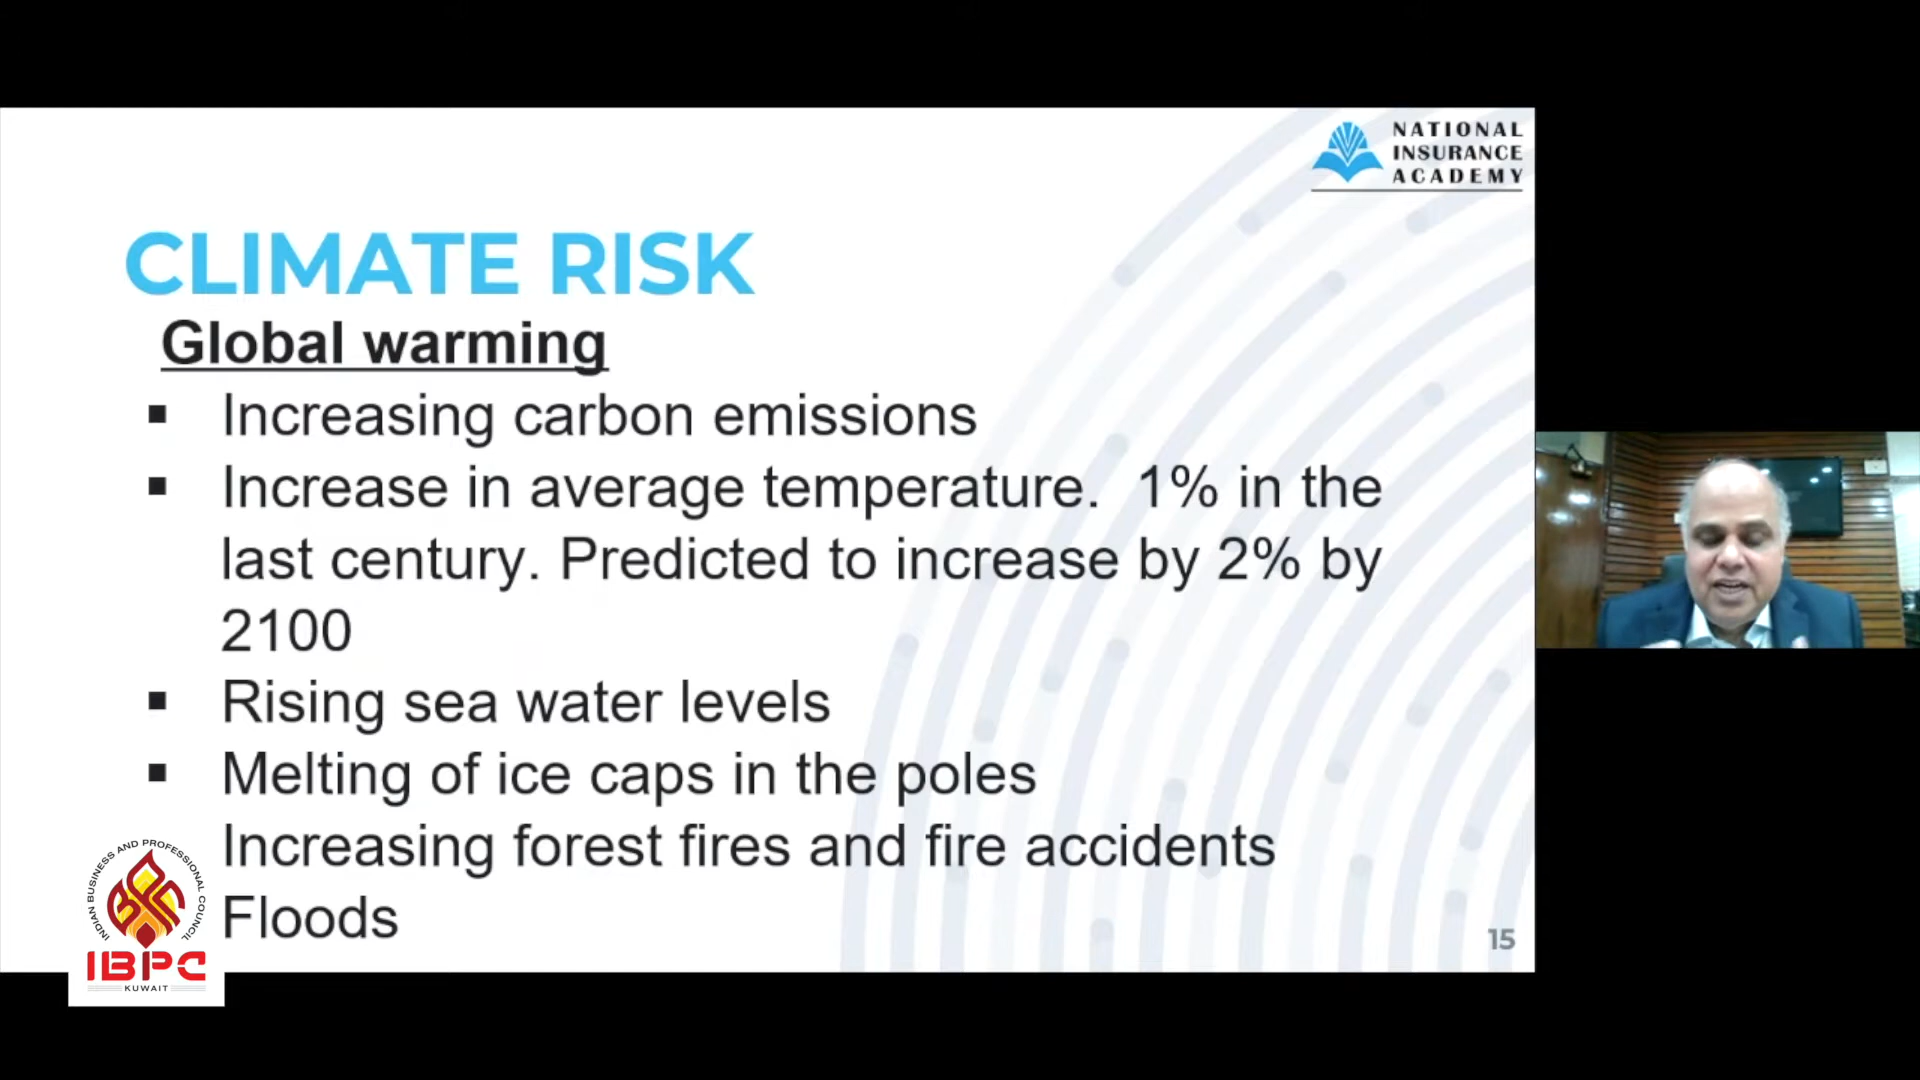 NATIONAL
INSURANCE
ACADEMY
CLIMATE RISK
Global warming
▪ Increasing carbon emissions
▪ Increase in average temperature. 1% in the
last century. Predicted to increase by 2% by
2100
▪ Rising sea water levels
▪ Melting of ice caps in the poles
Increasing forest fires and fire accidents
Floods
15
INDIAN BUSINESS AND PROFESSIONAL COUNCIL
IBPC
KUWAIT